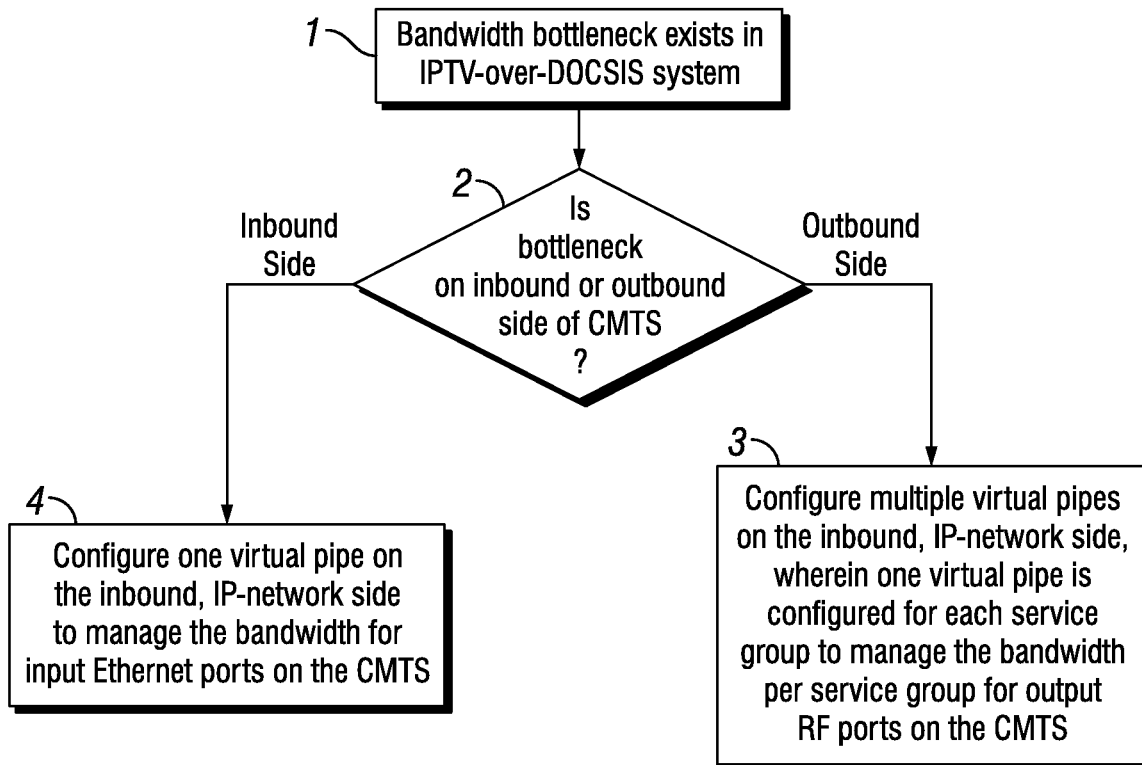 1
Bandwidth bottleneck exists in
IPTV-over-DOCSIS system
2
Is
bottleneck
on inbound or outbound
side of CMTS
?
Inbound
Side
Outbound
Side
3
Configure multiple virtual pipes
on the inbound, IP-network side,
wherein one virtual pipe is
configured for each service
group to manage the bandwidth
per service group for output
RF ports on the CMTS
4
Configure one virtual pipe on
the inbound, IP-network side
to manage the bandwidth for
input Ethernet ports on the CMTS